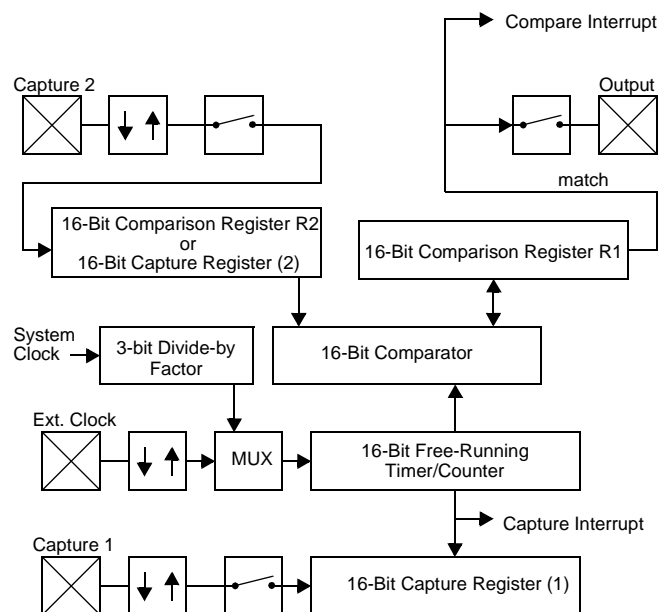 Compare Interrupt
Capture 2
Output
match
16-Bit Comparison Register R2
or
16-Bit Capture Register (2)
16-Bit Comparison Register R1
System
Clock
3-bit Divide-by
Factor
16-Bit Comparator
Ext. Clock
MUX
16-Bit Free-Running
Timer/Counter
Capture Interrupt
Capture 1
16-Bit Capture Register (1)